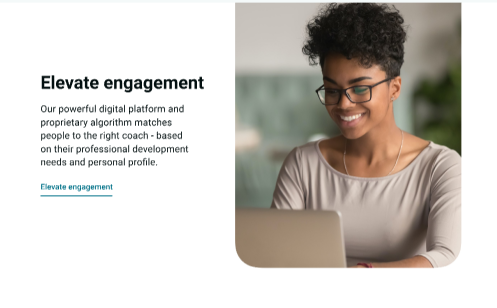 Elevate engagement
Our powerful digital platform and
proprietary algorithm matches
people to the right coach - based
on their professional development
needs and personal profile.
Elevate engagement